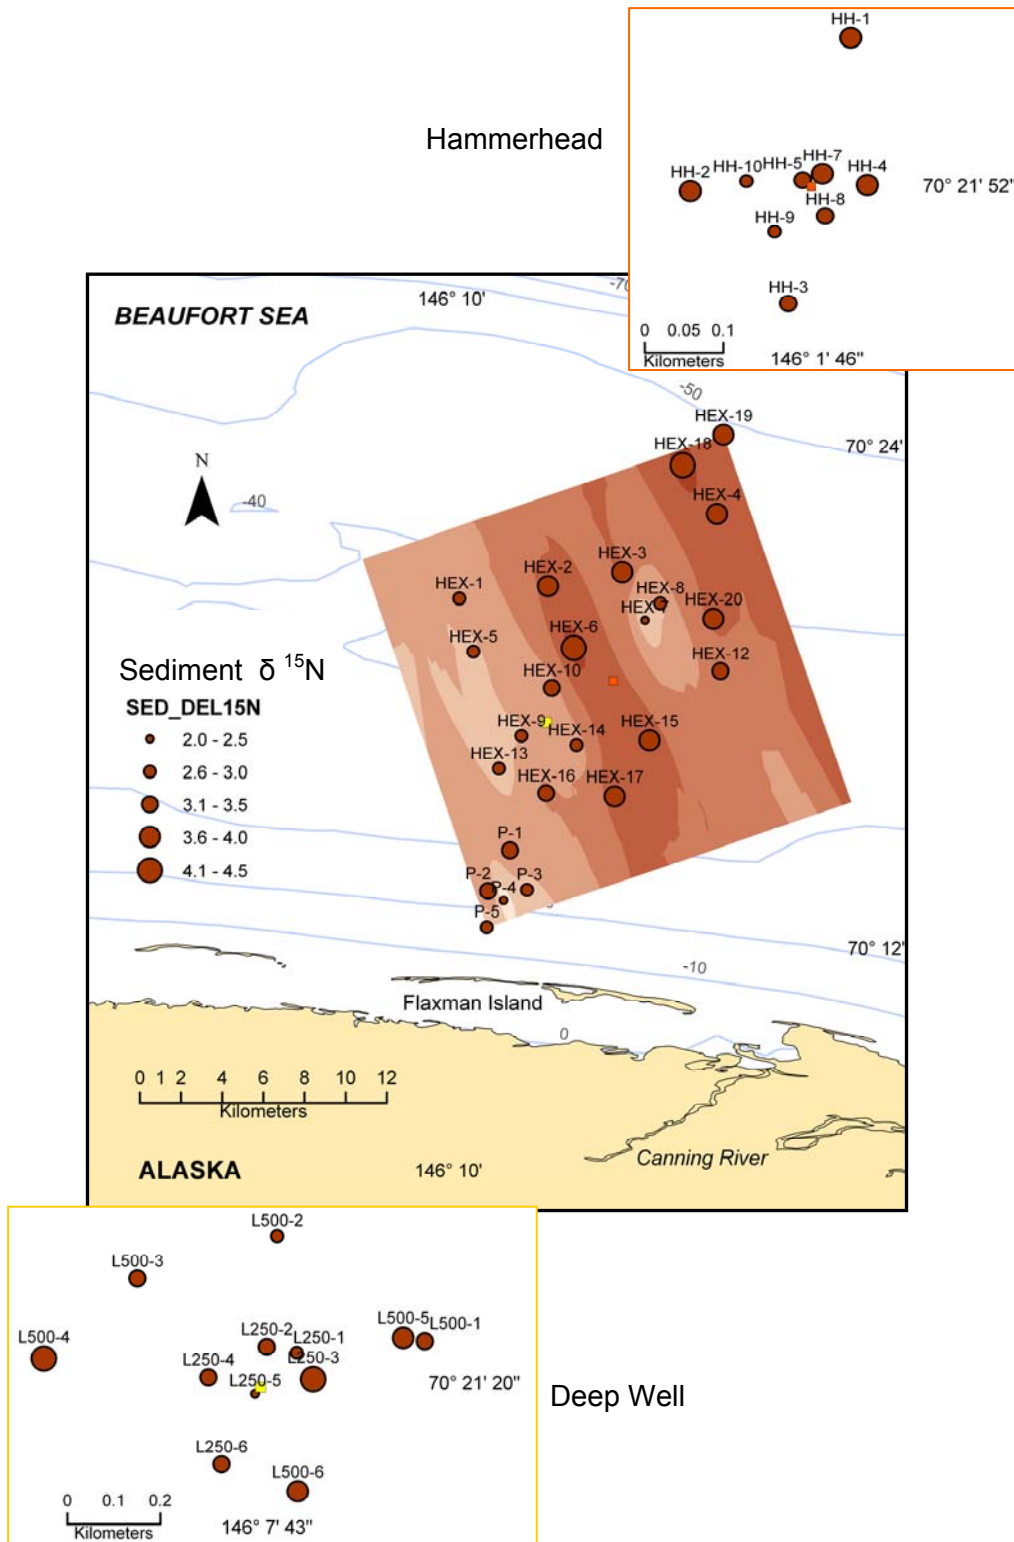 HH-1
Hammerhead
HH-7
HH-5
HH-10
HH-2
HH-4
70° 21' 52"
HH-8
HH-9
HH-3
0 0.05 0.1
Kilometers
146° 1' 46"
146° 10'
BEAUFORT SEA
-50
HEX-19
HEX-18
70° 24'
N
-40
HEX-4
HEX-3
HEX-2
HEX-1
HEX-8
HEX-7
HEX-20
HEX-6
HEX-5
HEX-12
Sediment δ 15N
HEX-10
SED_DEL15N
2.0 - 2.5
2.6 - 3.0
3.1 - 3.5
3.6 - 4.0
4.1 - 4.5
HEX-9
HEX-14
HEX-15
HEX-13
HEX-16
HEX-17
P-1
P-2
P-3
P-4
P-5
70° 12'
-10
Flaxman Island
0
0 1 2 4 6 8 10 12
Kilometers
Canning River
ALASKA
146° 10'
L500-2
L500-3
L500-5
L500-1
L250-2
L250-1
L500-4
L250-3
L250-4
L250-5
70° 21' 20"
Deep Well
L250-6
L500-6
0 0.1 0.2
Kilometers
146° 7' 43"